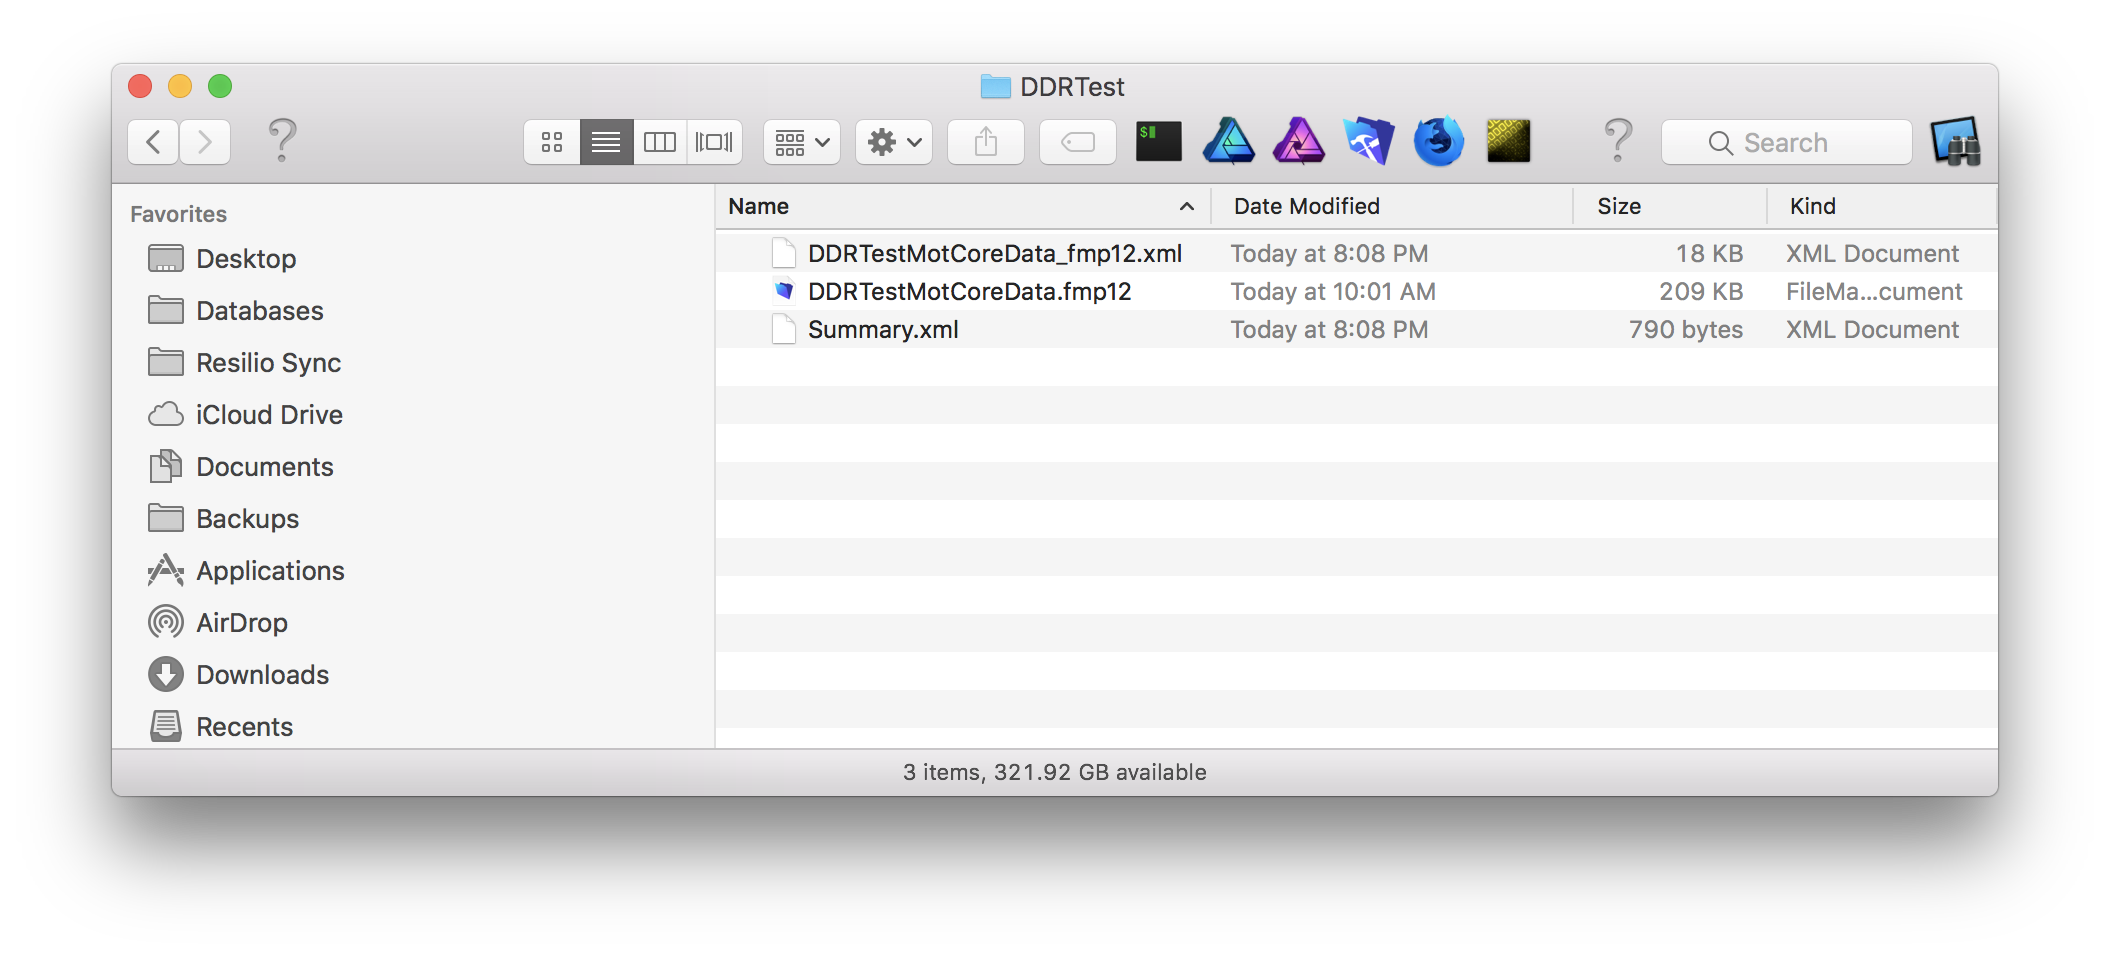 DDRTest
$
Search
Favorites
Desktop
Databases
Resilio Sync
iCloud Drive
Documents
Backups
Applications
AirDrop
Downloads
Recents
Name Date Modified Size Kind
DDRTestMotCoreData_fmp12.xml Today at 8:08 PM 18 KB XML Document
DDRTestMotCoreData.fmp12 Today at 10:01 AM 209 KB FileMa...cument
Summary.xml Today at 8:08 PM 790 bytes XML Document
3 items, 321.92 GB available